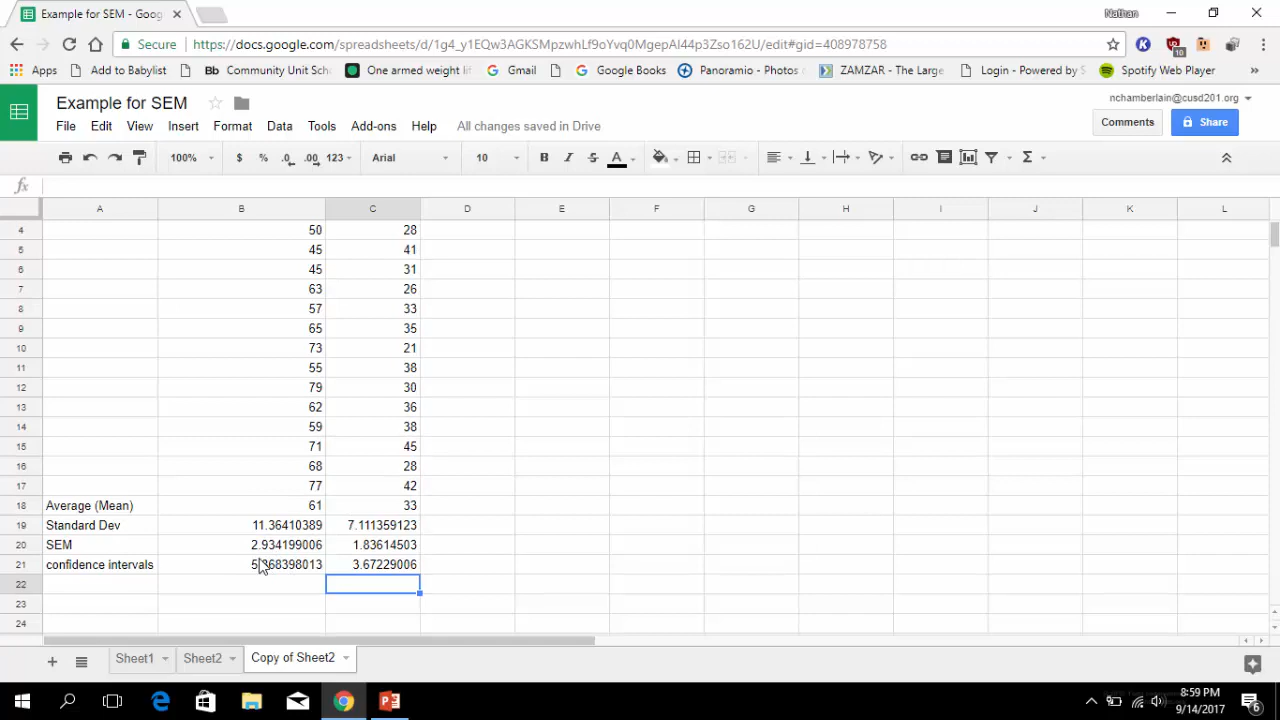 Example for SEM - Goog
Nathan
Secure https://docs.google.com/spreadsheets/d/1g4_y1EQw3AGKSMpzwhLf9oYvq0MgepAI44p3Zso162U/edit#gid=408978758
Apps Add to Babylist Bb Community Unit Sch One armed weight lif Gmail Google Books Panoramio - Photos ZAMZAR - The Large Login - Powered by S Spotify Web Player »
Example for SEM
nchamberlain@cusd201.org
File Edit View Insert Format Data Tools Add-ons Help All changes saved in Drive
Comments Share
100% $ % .0 .00 123 Arial 10 B I S A Σ
fx
A B C D E F G H I J K L
4 50 28
5 45 41
6 45 31
7 63 26
8 57 33
9 65 35
10 73 21
11 55 38
12 79 30
13 62 36
14 59 38
15 71 45
16 68 28
17 77 42
18 Average (Mean) 61 33
19 Standard Dev 11.36410389 7.111359123
20 SEM 2.934199006 1.83614503
21 confidence intervals 5.868398013 3.67229006
22
23
24
+ Sheet1 Sheet2 Copy of Sheet2
8:59 PM
9/14/2017
6